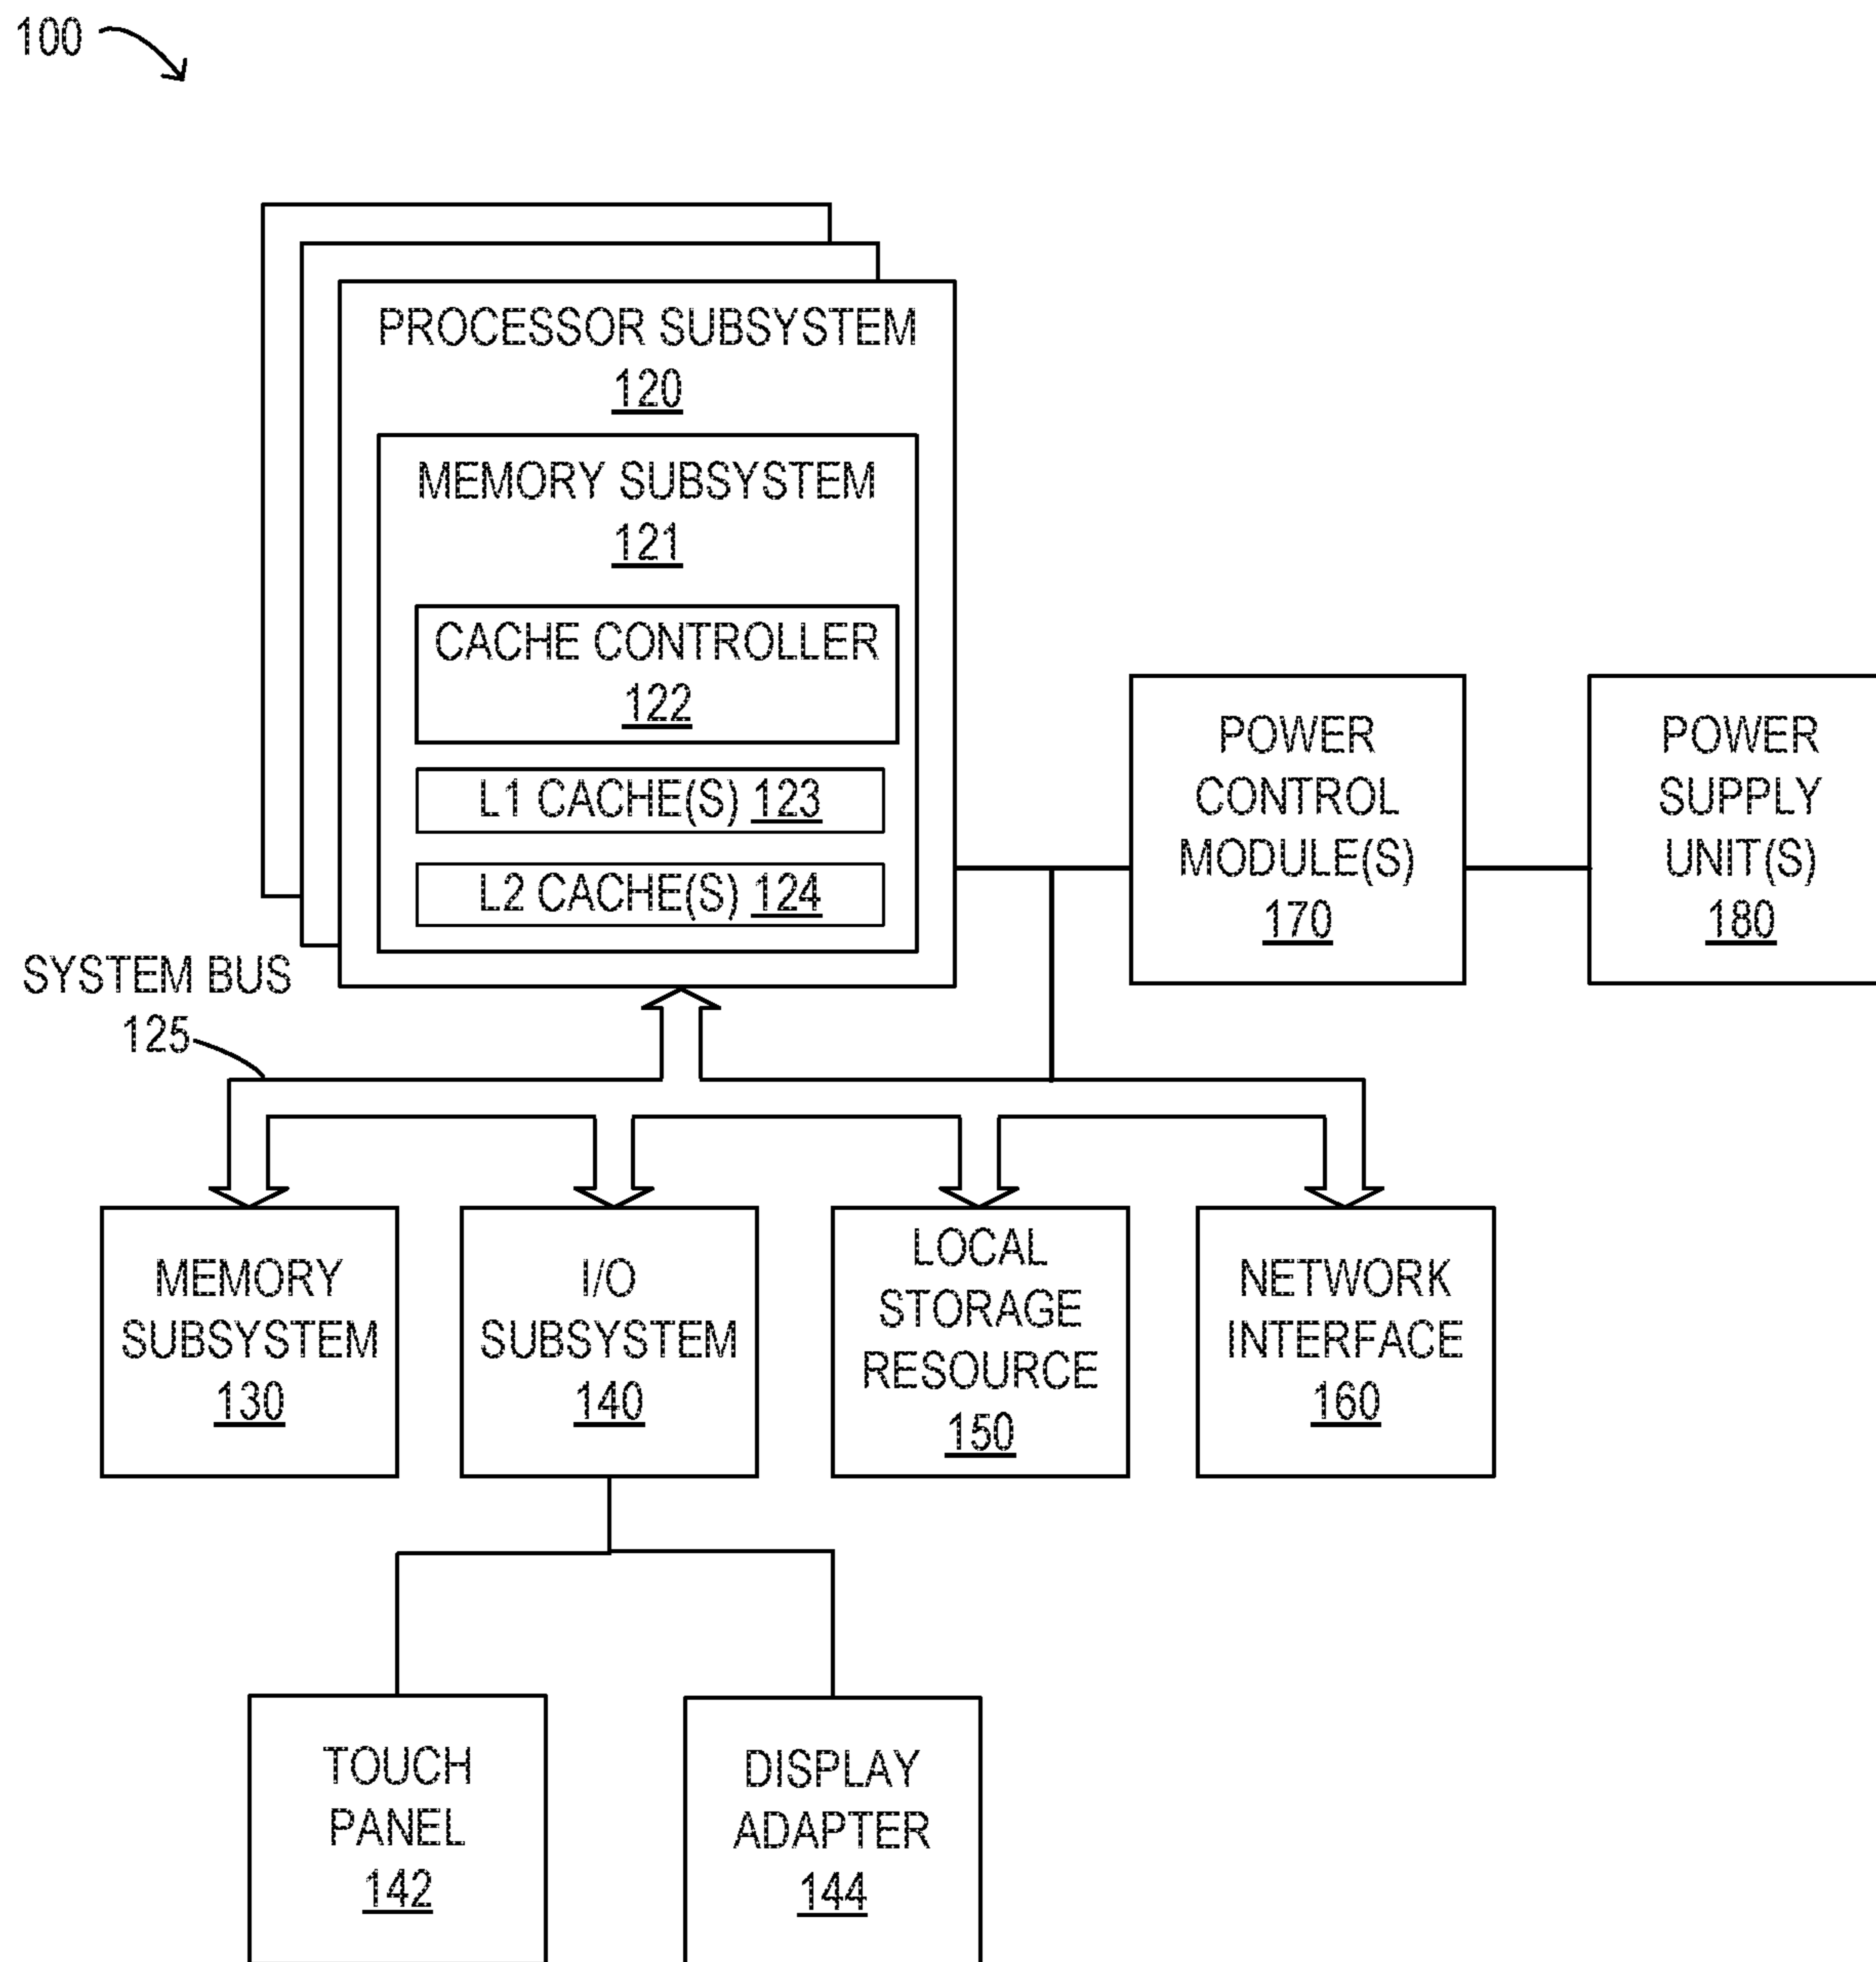 100
PROCESSOR SUBSYSTEM
120
MEMORY SUBSYSTEM
121
CACHE CONTROLLER
122
L1 CACHE(S) 123
L2 CACHE(S) 124
POWER
CONTROL
MODULE(S)
170
POWER
SUPPLY
UNIT(S)
180
SYSTEM BUS
125
MEMORY
SUBSYSTEM
130
I/O
SUBSYSTEM
140
LOCAL
STORAGE
RESOURCE
150
NETWORK
INTERFACE
160
TOUCH
PANEL
142
DISPLAY
ADAPTER
144